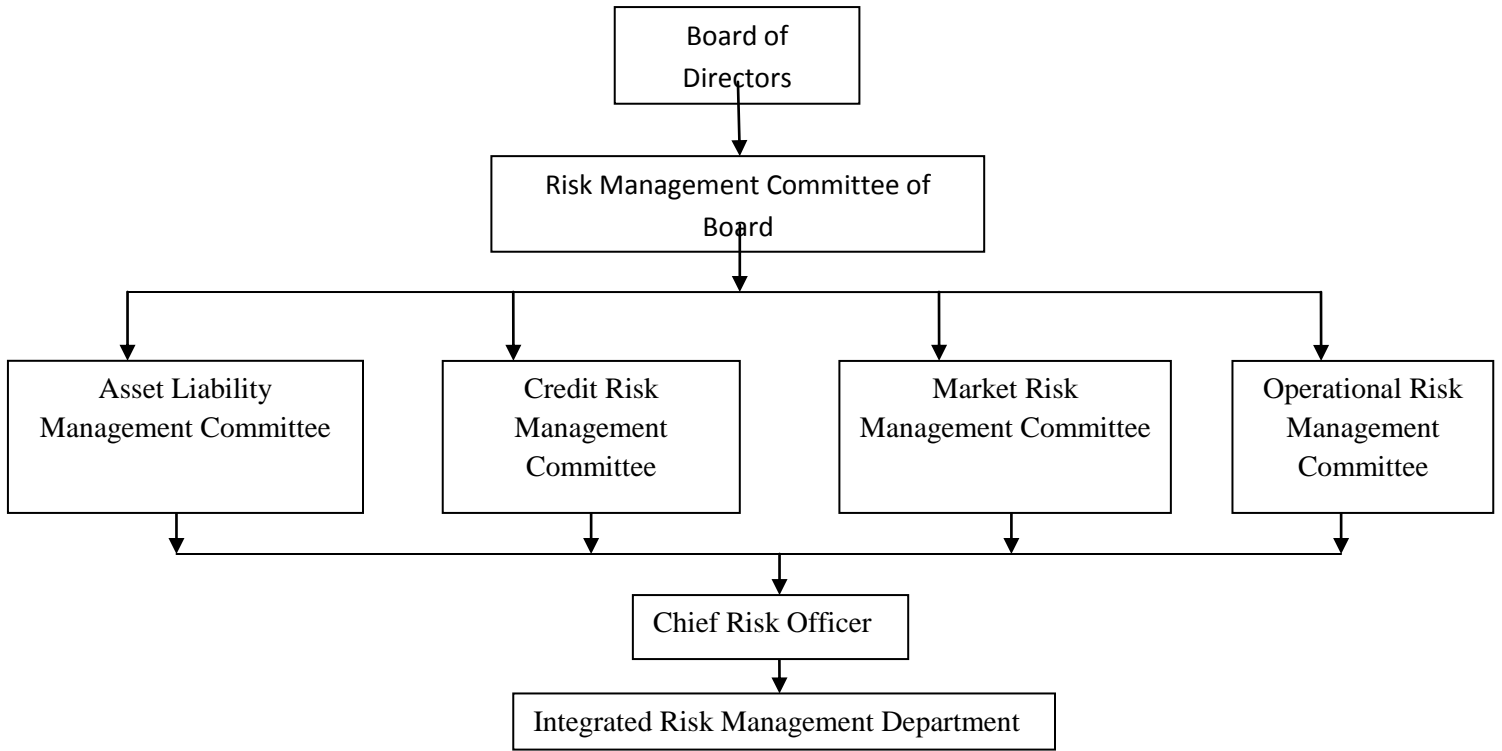 Board of
Directors
Risk Management Committee of
Board
Asset Liability
Management Committee
Credit Risk
Management
Committee
Market Risk
Management Committee
Operational Risk
Management
Committee
Chief Risk Officer
Integrated Risk Management Department